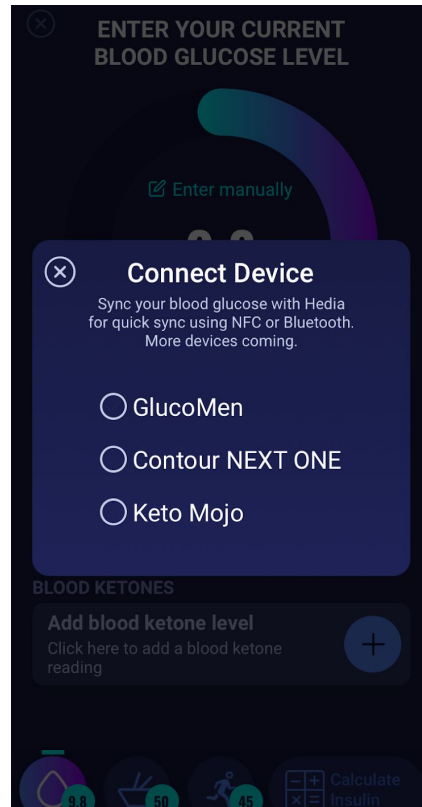 ENTER YOUR CURRENT
BLOOD GLUCOSE LEVEL
Enter manually
Connect Device
Sync your blood glucose with Hedia
for quick sync using NFC or Bluetooth.
More devices coming.
GlucoMen
Contour NEXT ONE
Keto Mojo
BLOOD KETONES
Add blood ketone level
Click here to add a blood ketone
reading
9.8
50
45
Calculate
Insulin